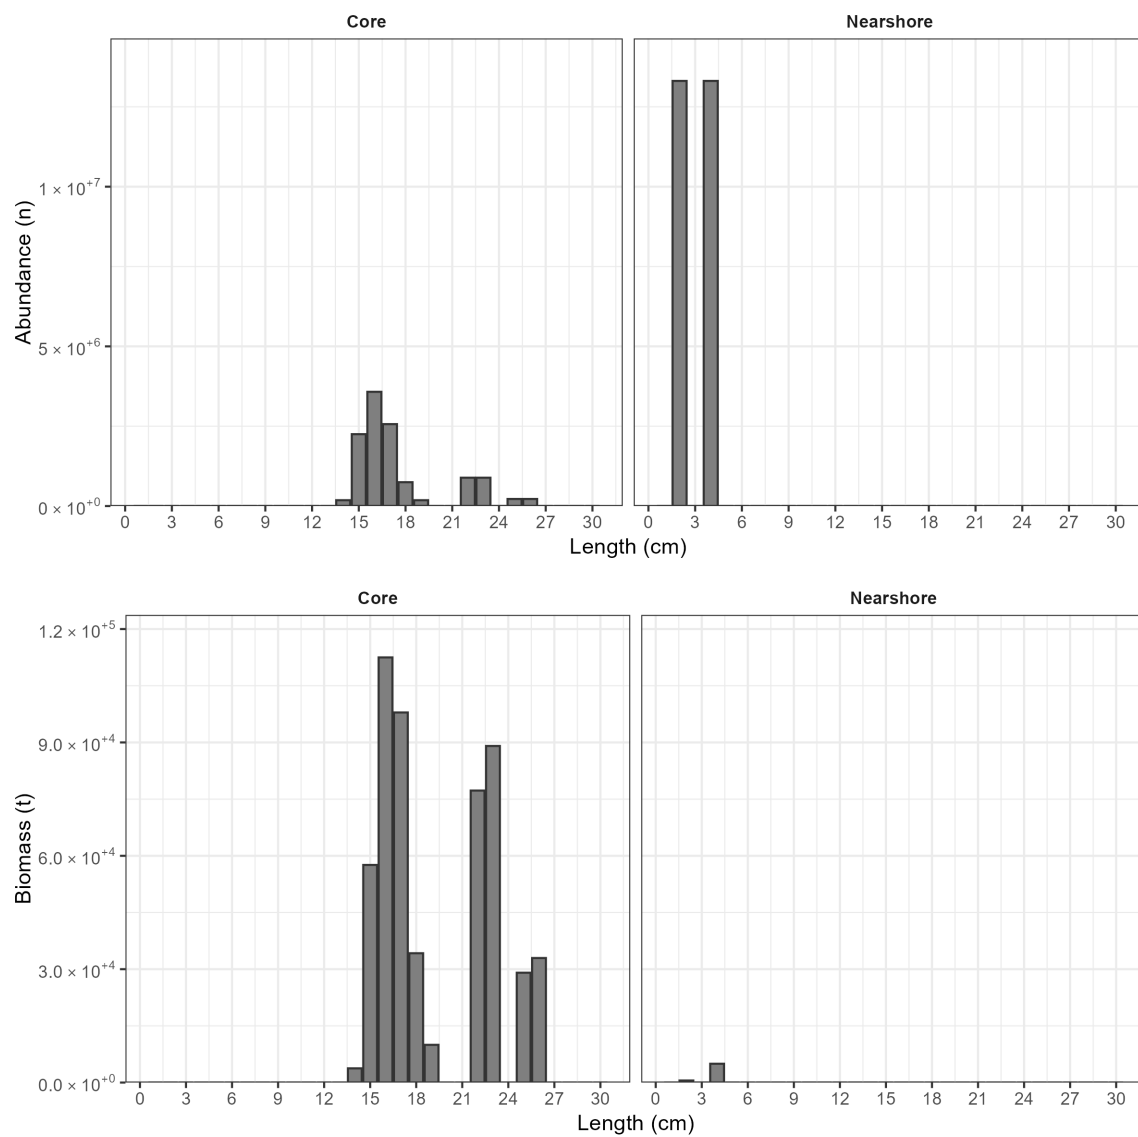 Core Nearshore
Abundance (n)
1 × 10⁺⁷
5 × 10⁺⁶
0 × 10⁺⁰
0 3 6 9 12 15 18 21 24 27 30 0 3 6 9 12 15 18 21 24 27 30
Length (cm)
Core Nearshore
Biomass (t)
1.2 × 10⁺⁵
9.0 × 10⁺⁴
6.0 × 10⁺⁴
3.0 × 10⁺⁴
0.0 × 10⁺⁰
0 3 6 9 12 15 18 21 24 27 30 0 3 6 9 12 15 18 21 24 27 30
Length (cm)